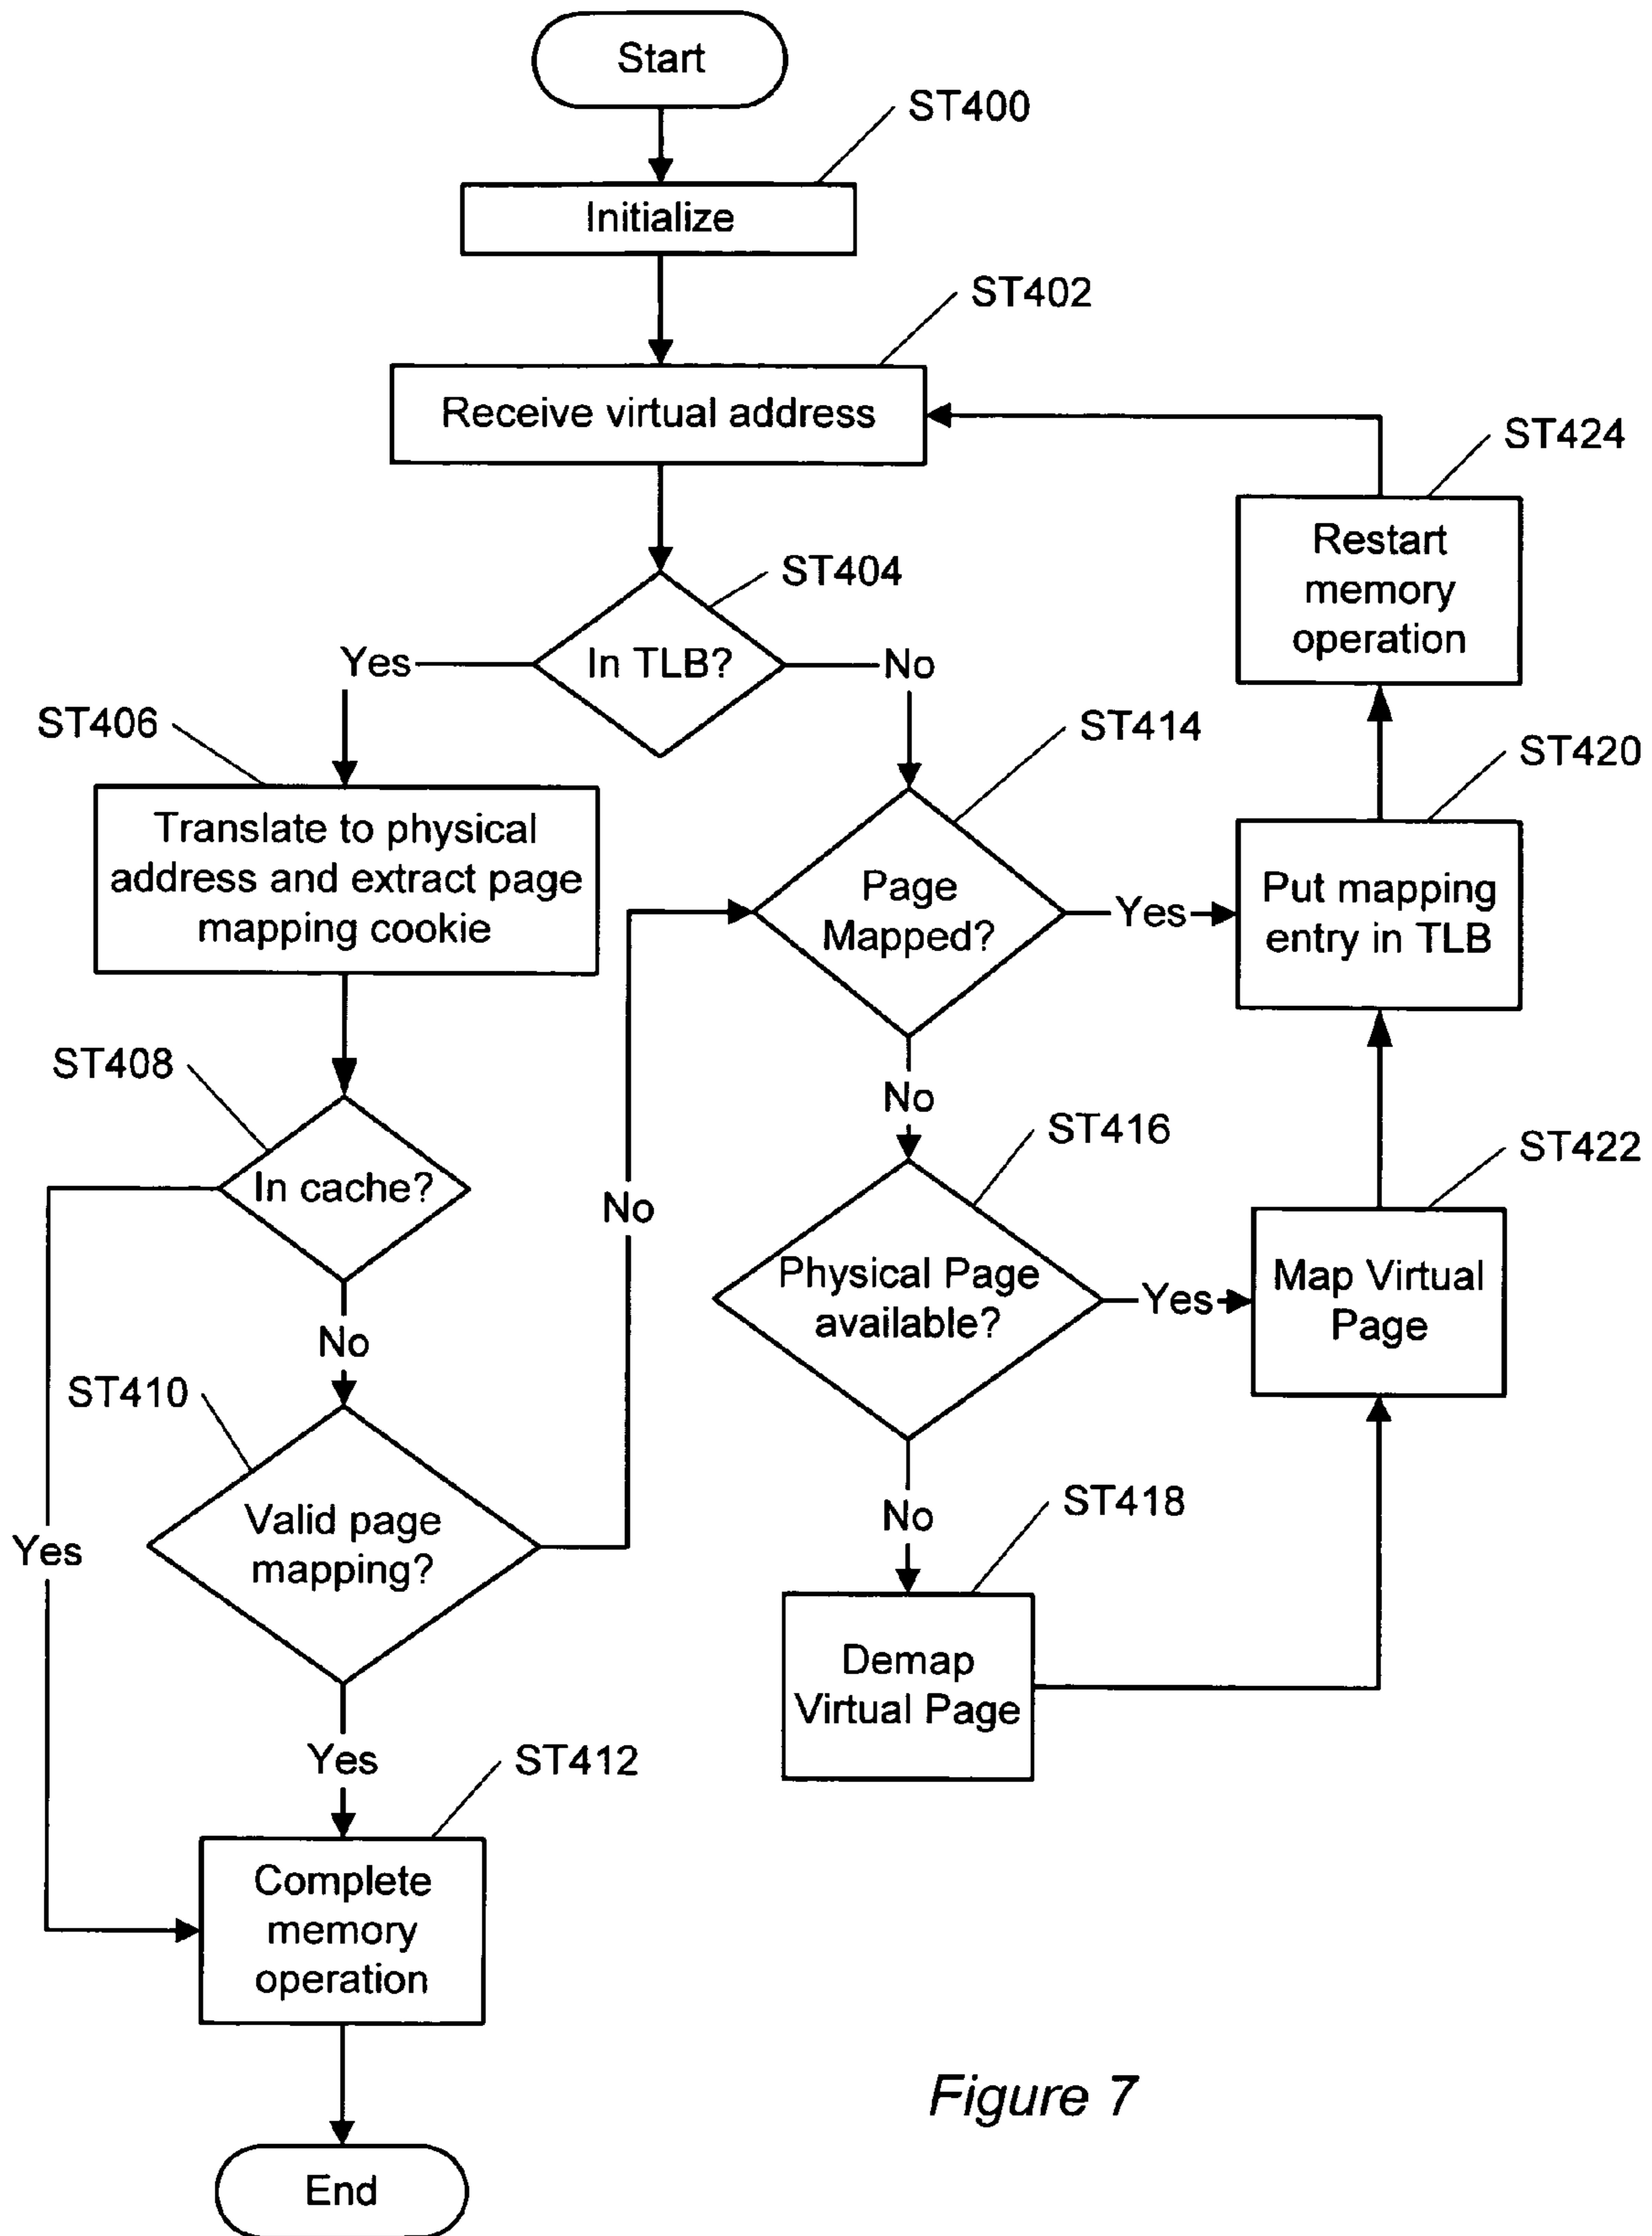 Start
ST400
Initialize
ST402
Receive virtual address
ST424
Restart
memory
operation
ST404
In TLB?
Yes
No
ST406
Translate to physical
address and extract page
mapping cookie
ST414
Page
Mapped?
Yes
ST420
Put mapping
entry in TLB
ST408
In cache?
No
No
No
ST416
Physical Page
available?
Yes
ST422
Map Virtual
Page
ST410
Valid page
mapping?
Yes
No
ST418
Demap
Virtual Page
Yes
ST412
Complete
memory
operation
End
Figure 7